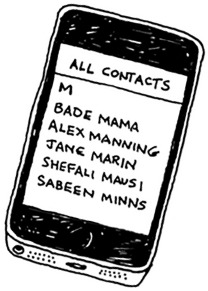 ALL CONTACTS
M
BADE MAMA
ALEX MANNING
JANE MARIN
SHEFALI MAUSI
SABEEN MINNS